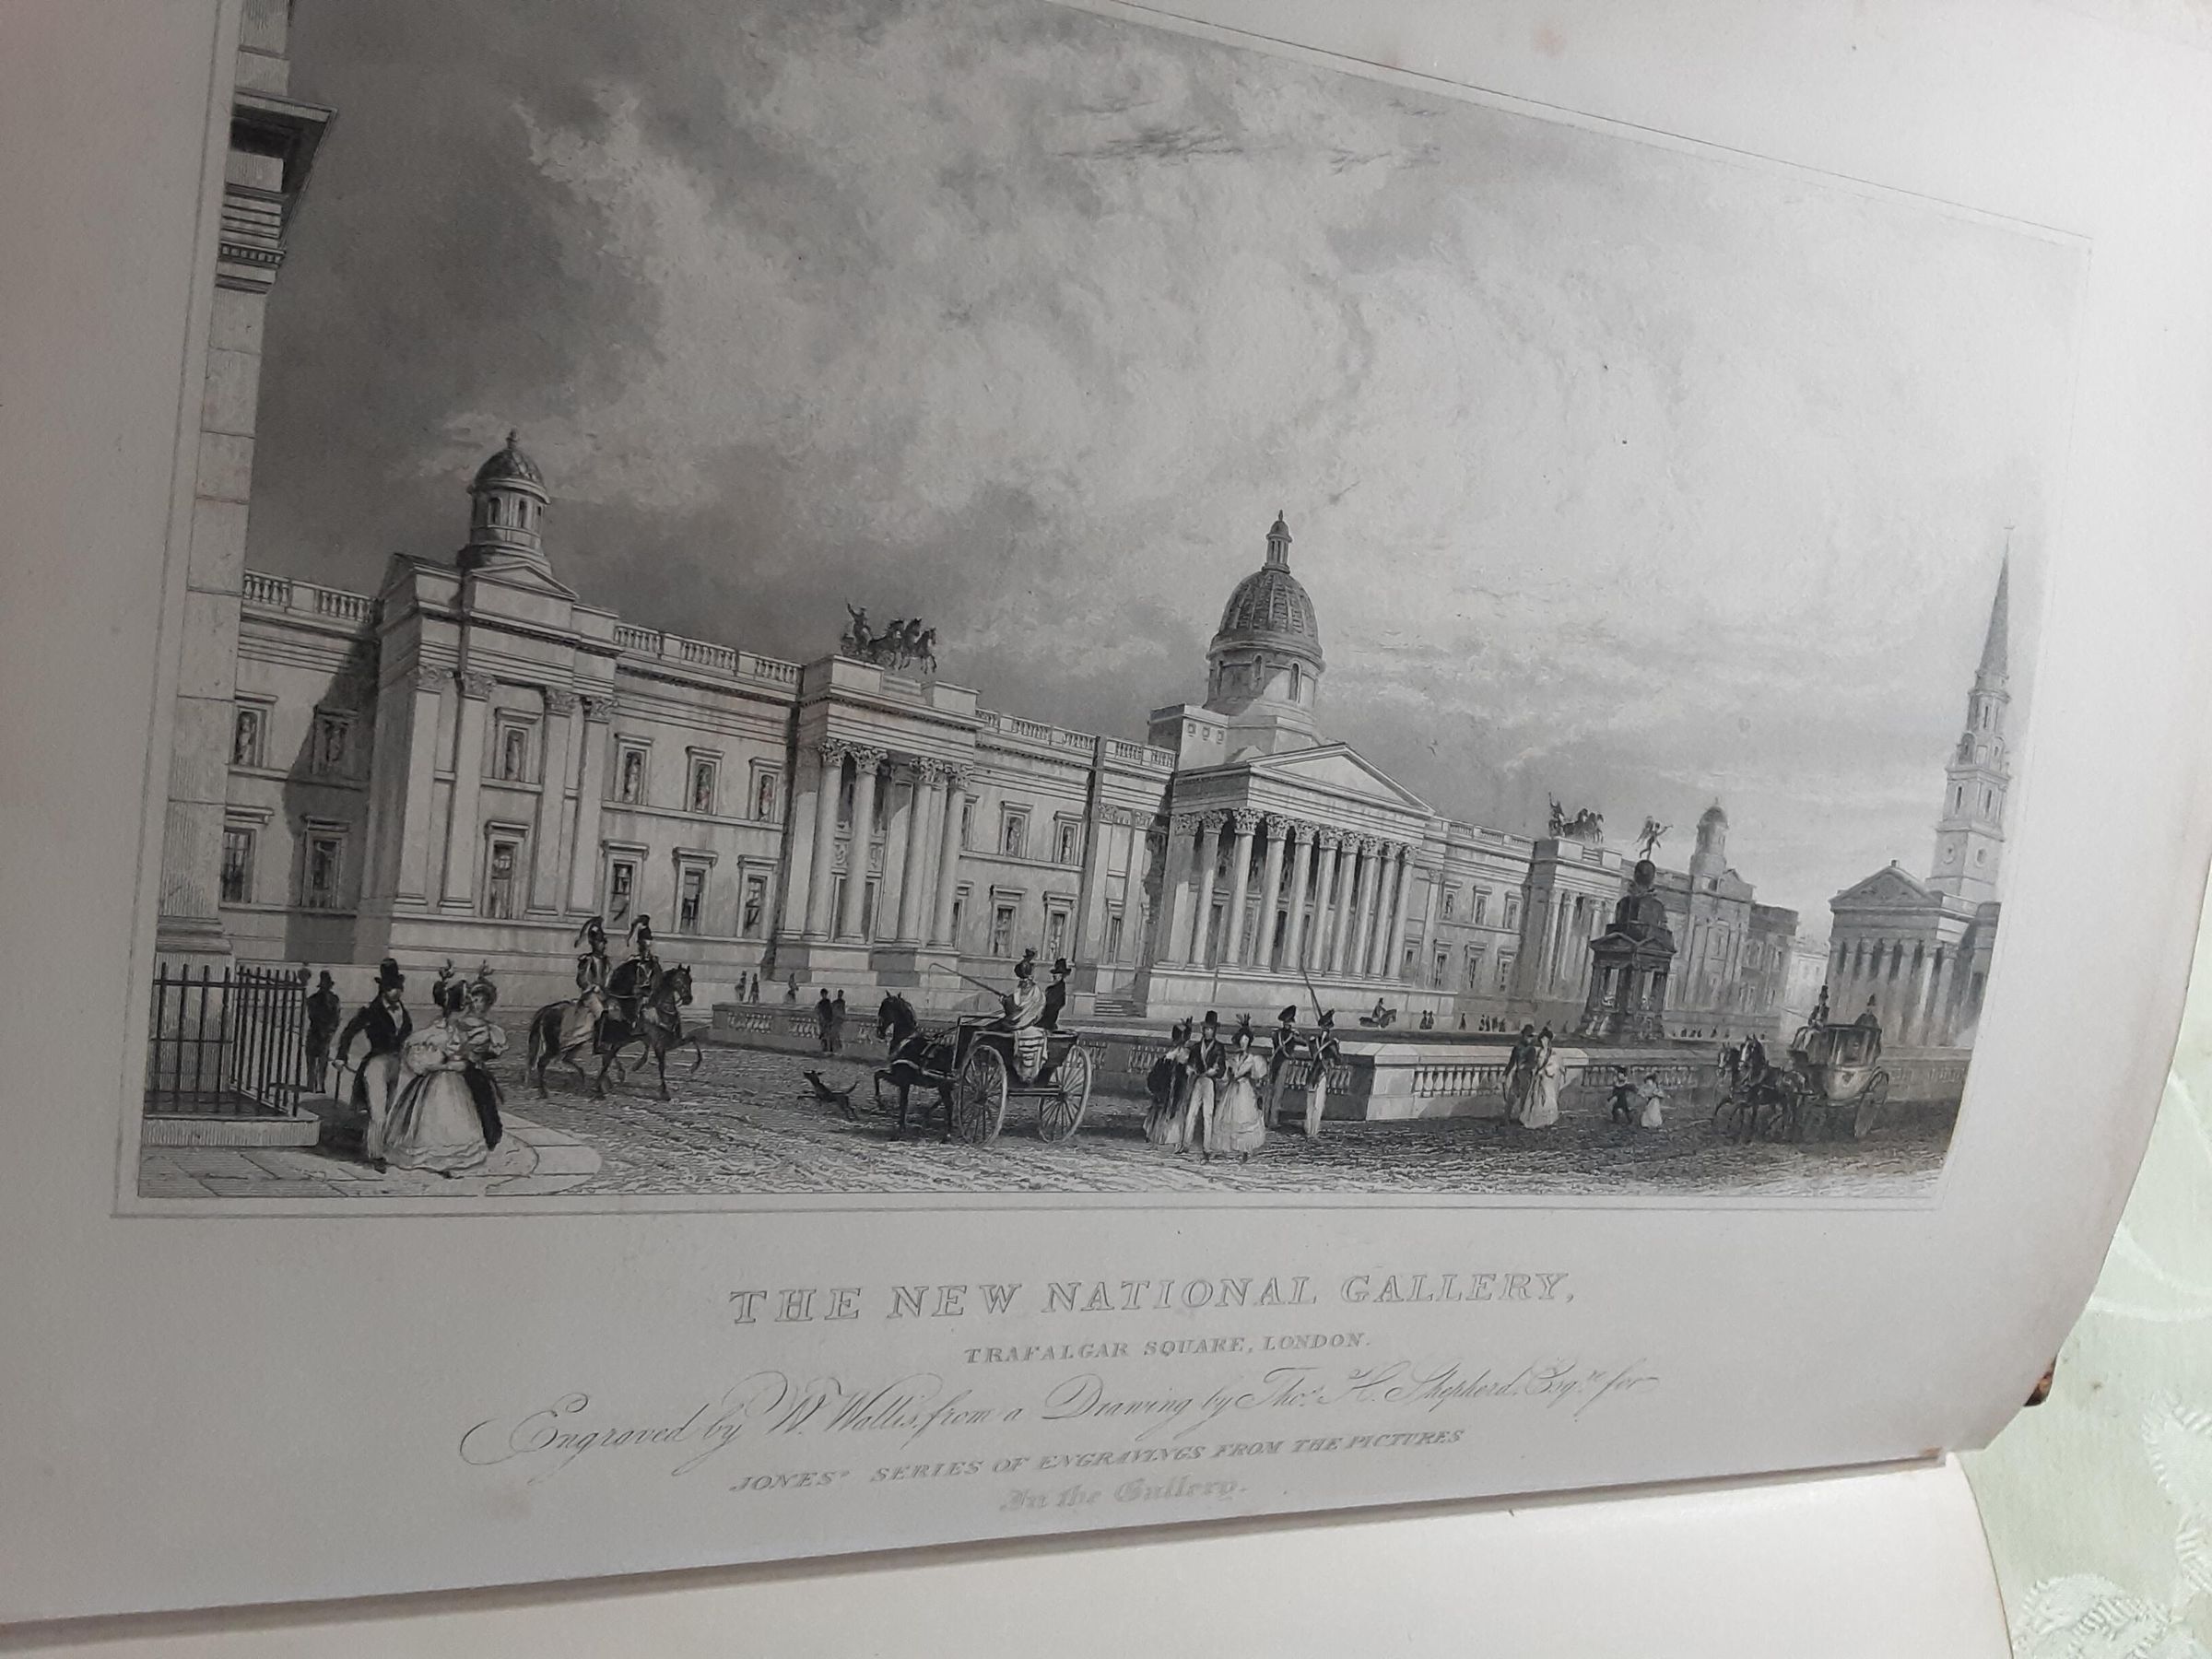 THE NEW NATIONAL GALLERY,
TRAFALGAR SQUARE, LONDON.
Engraved by W. Wallis, from a Drawing by Thos. H. Shepherd, Esqre. for
JONES' SERIES OF ENGRAVINGS FROM THE PICTURES
In the Gallery.